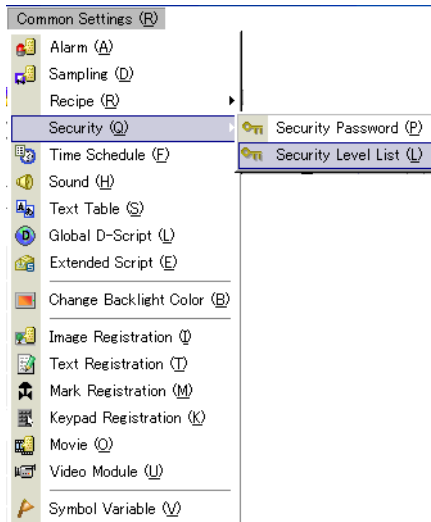 Common Settings (R)
Alarm (A)
Sampling (D)
Recipe (R)
Security (Q)
Security Password (P)
Security Level List (L)
Time Schedule (F)
Sound (H)
Text Table (S)
Global D-Script (L)
Extended Script (E)
Change Backlight Color (B)
Image Registration (I)
Text Registration (T)
Mark Registration (M)
Keypad Registration (K)
Movie (O)
Video Module (U)
Symbol Variable (V)